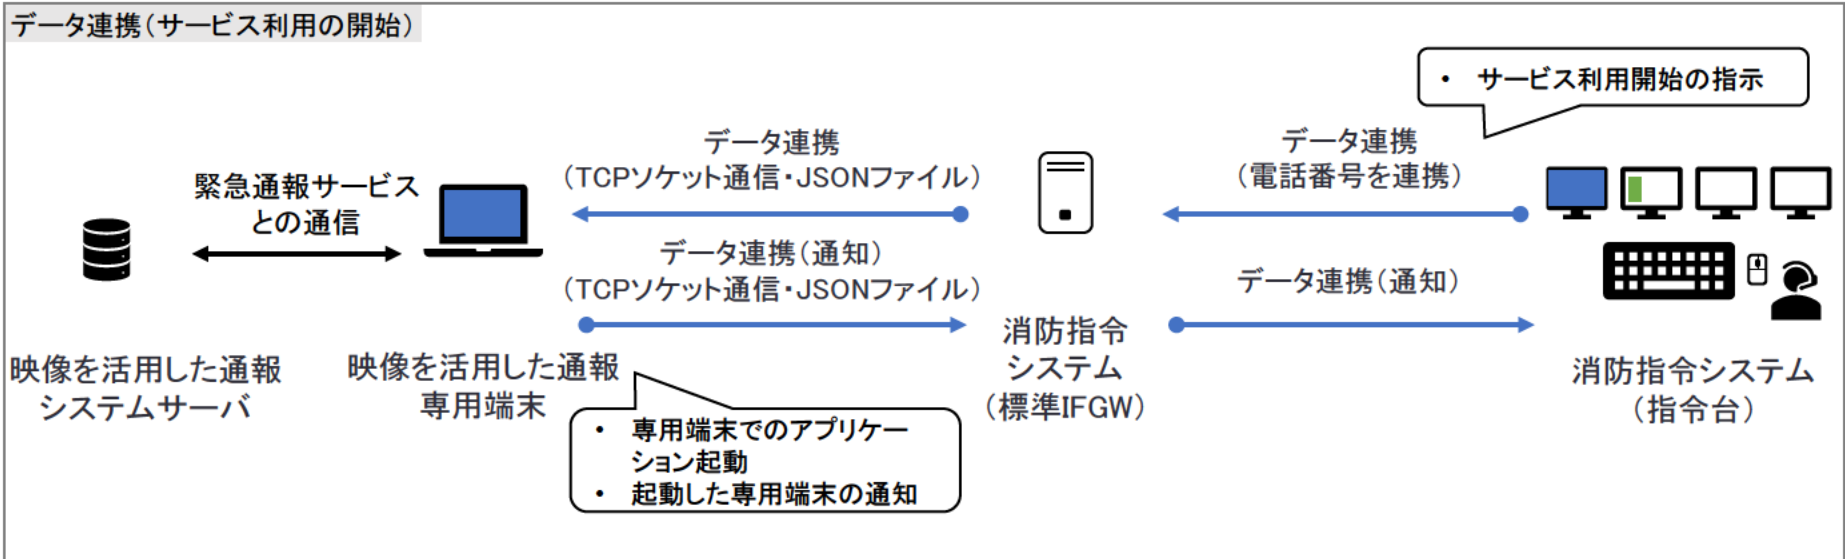 データ連携（サービス利用の開始）
• サービス利用開始の指示
データ連携
（TCPソケット通信・JSONファイル）
データ連携
（電話番号を連携）
緊急通報サービス
との通信
データ連携（通知）
（TCPソケット通信・JSONファイル）
データ連携（通知）
映像を活用した通報
システムサーバ
映像を活用した通報
専用端末
消防指令
システム
（標準IFGW）
消防指令システム
（指令台）
• 専用端末でのアプリケー
ション起動
• 起動した専用端末の通知